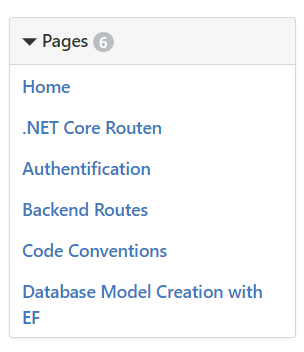 Pages 6
Home
.NET Core Routen
Authentification
Backend Routes
Code Conventions
Database Model Creation with
EF